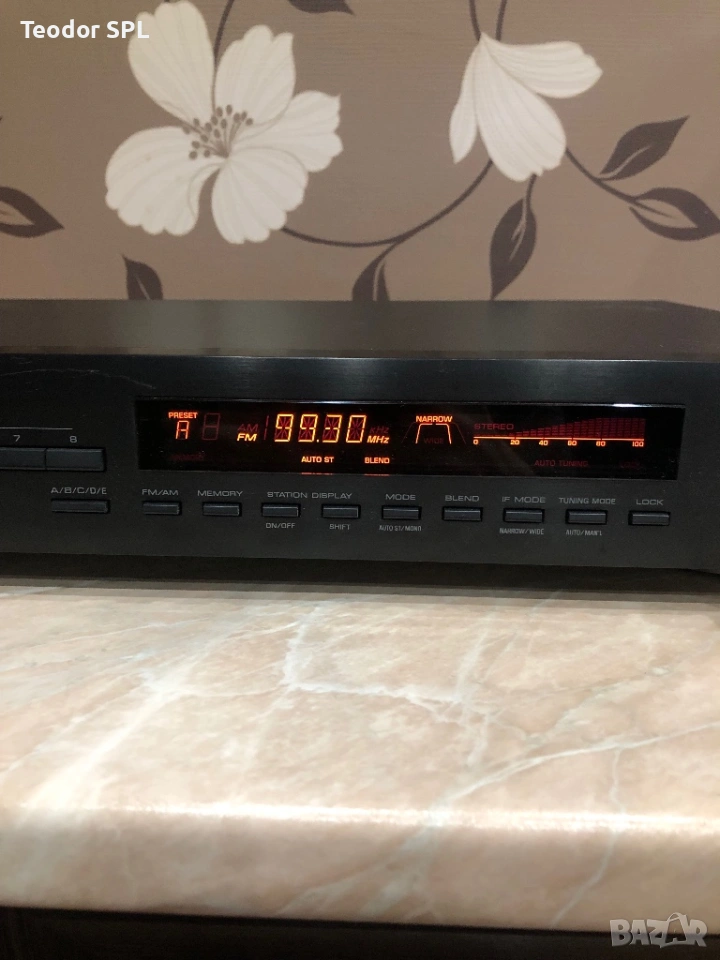 Teodor SPL
PRESET
A
AM
FM
99.30
kHz
MHz
AUTO ST
BLEND
NARROW
WIDE
STEREO
0 20 40 60 80 100
AUTO TUNING
7 8
A/B/C/D/E
FM/AM
MEMORY
STATION DISPLAY
ON/OFF
SHIFT
MODE
AUTO ST/MONO
BLEND
IF MODE
NARROW/WIDE
TUNING MODE
AUTO/MAN'L
LOCK
BAZAR